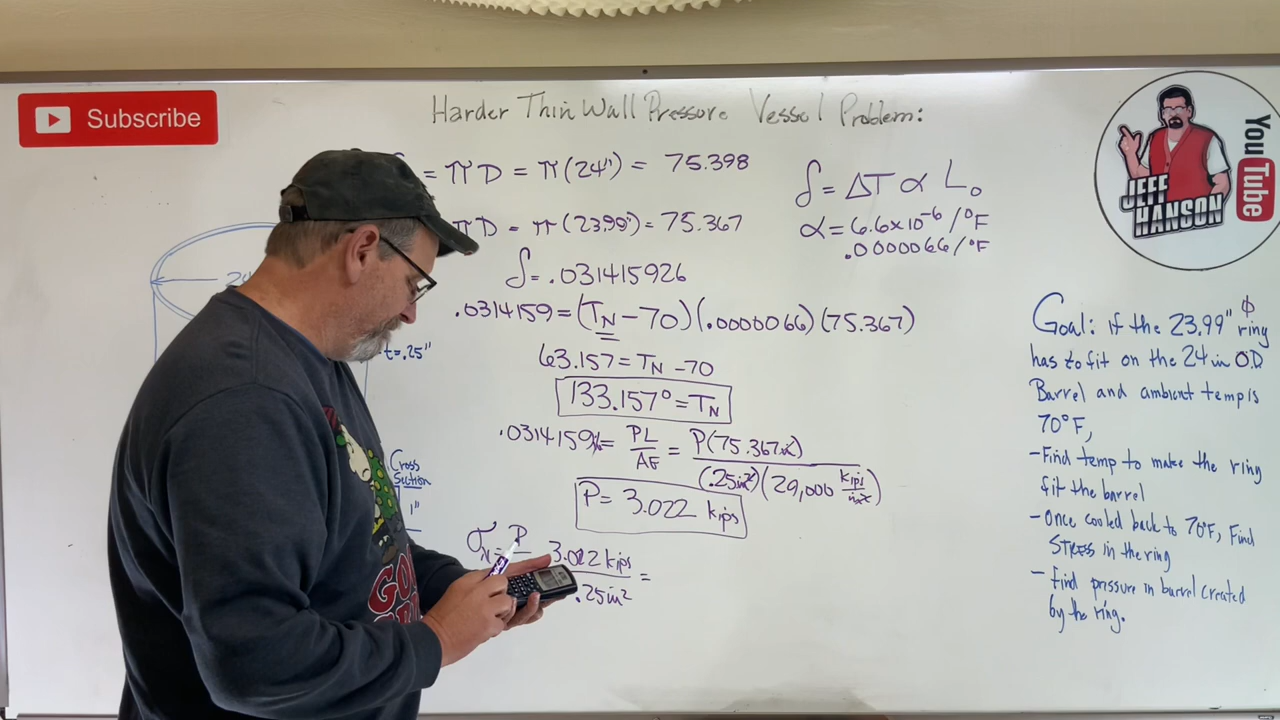 Subscribe
Harder Thin Wall Pressure Vessel Problem:
= πD = π(24") = 75.398
πD = π(23.99") = 75.367
δ = .031415926
.0314159 = (TN - 70)(.0000066)(75.367)
63.157 = TN - 70
133.157° = TN
.0314159 = PL/AE = P(75.367 in)/(.25in²)(29,000 kips/in²)
P = 3.022 kips
σN = P 3.022 kips/.25in² =
δ = ΔT α L₀
α = 6.6x10⁻⁶ /°F
.0000066/°F
24
t=.25"
Cross
Section
1"
YouTube
JEFF
HANSON
Goal: if the 23.99" ϕ ring
has to fit on the 24 in O.D
Barrel and ambient temp is
70°F,
-Find temp to make the ring
fit the barrel
-Once cooled back to 70°F, Find
STRESS in the ring
- Find pressure in barrel created
by the ring.